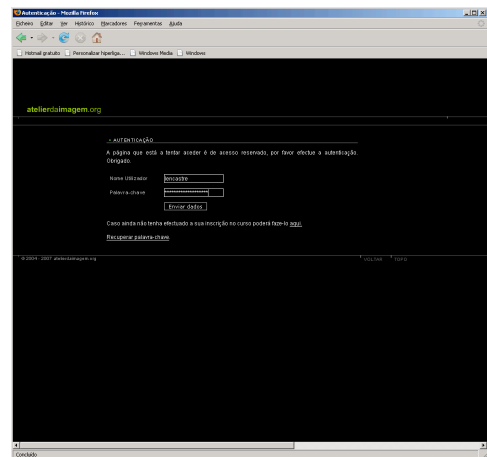 Autenticação - Mozilla Firefox
Ficheiro Editar Ver Histórico Marcadores Ferramentas Ajuda
Hotmail gratuito Personalizar hiperliga... Windows Media Windows
atelierdaimagem.org
AUTENTICAÇÃO
A página que está a tentar aceder é de acesso reservado, por favor efectue a autenticação.
Obrigado.
Nome Utilizador lencastre
Palavra-chave ********************
Enviar dados
Caso ainda não tenha efectuado a sua inscrição no curso poderá faze-lo aqui.
Recuperar palavra-chave
© 2004 - 2007 atelierdaimagem.org VOLTAR TOPO
Concluído